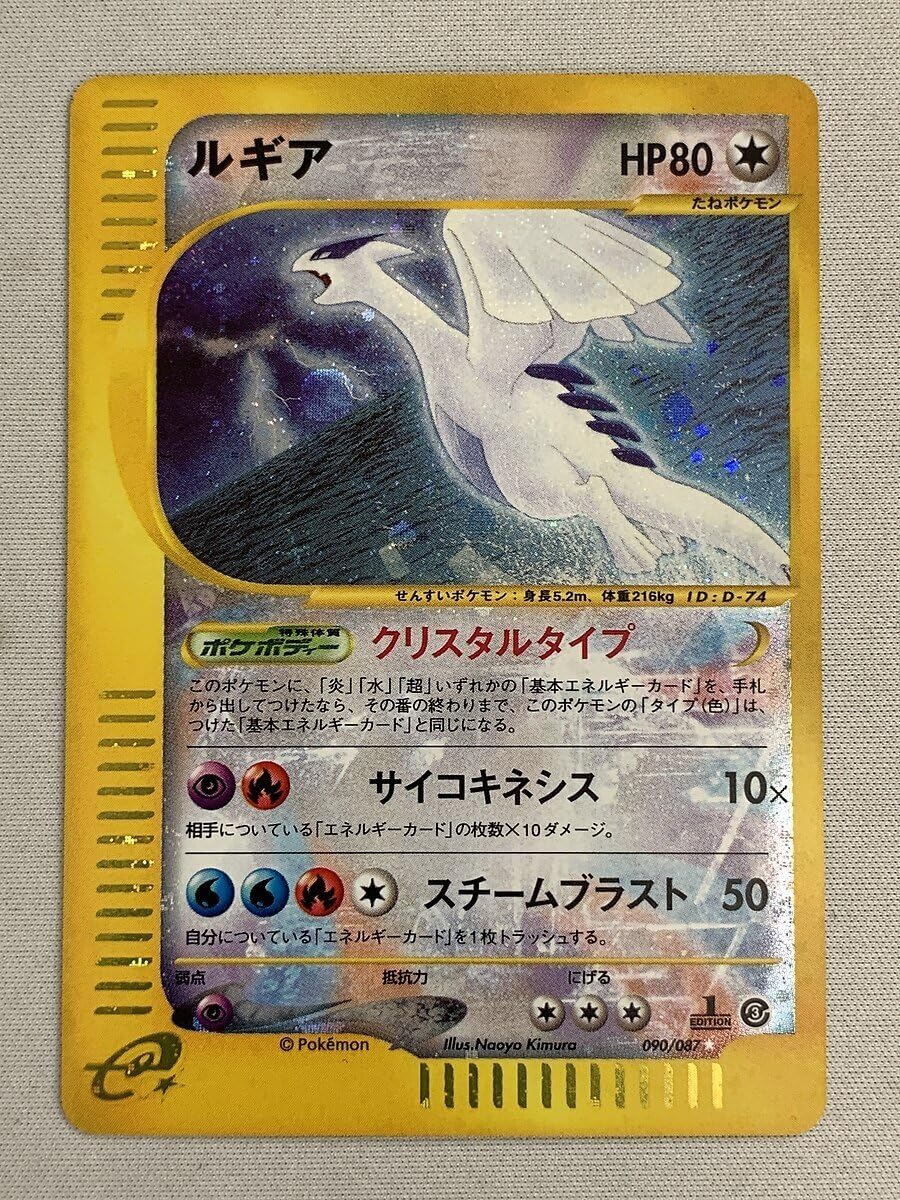 ルギア HP80
たねポケモン
せんすいポケモン：身長5.2m、体重216kg ID:D-74
特殊体質
ポケボディー クリスタルタイプ
このポケモンに、「炎」「水」「超」いずれかの「基本エネルギーカード」を、手札
から出してつけたなら、その番の終わりまで、このポケモンの「タイプ（色）」は、
つけた「基本エネルギーカード」と同じになる。
サイコキネシス 10×
相手についている「エネルギーカード」の枚数×10ダメージ。
スチームブラスト 50
自分についている「エネルギーカード」を1枚トラッシュする。
弱点 抵抗力 にげる
1 EDITION 3
©Pokémon Illus.Naoyo Kimura 090/087
e